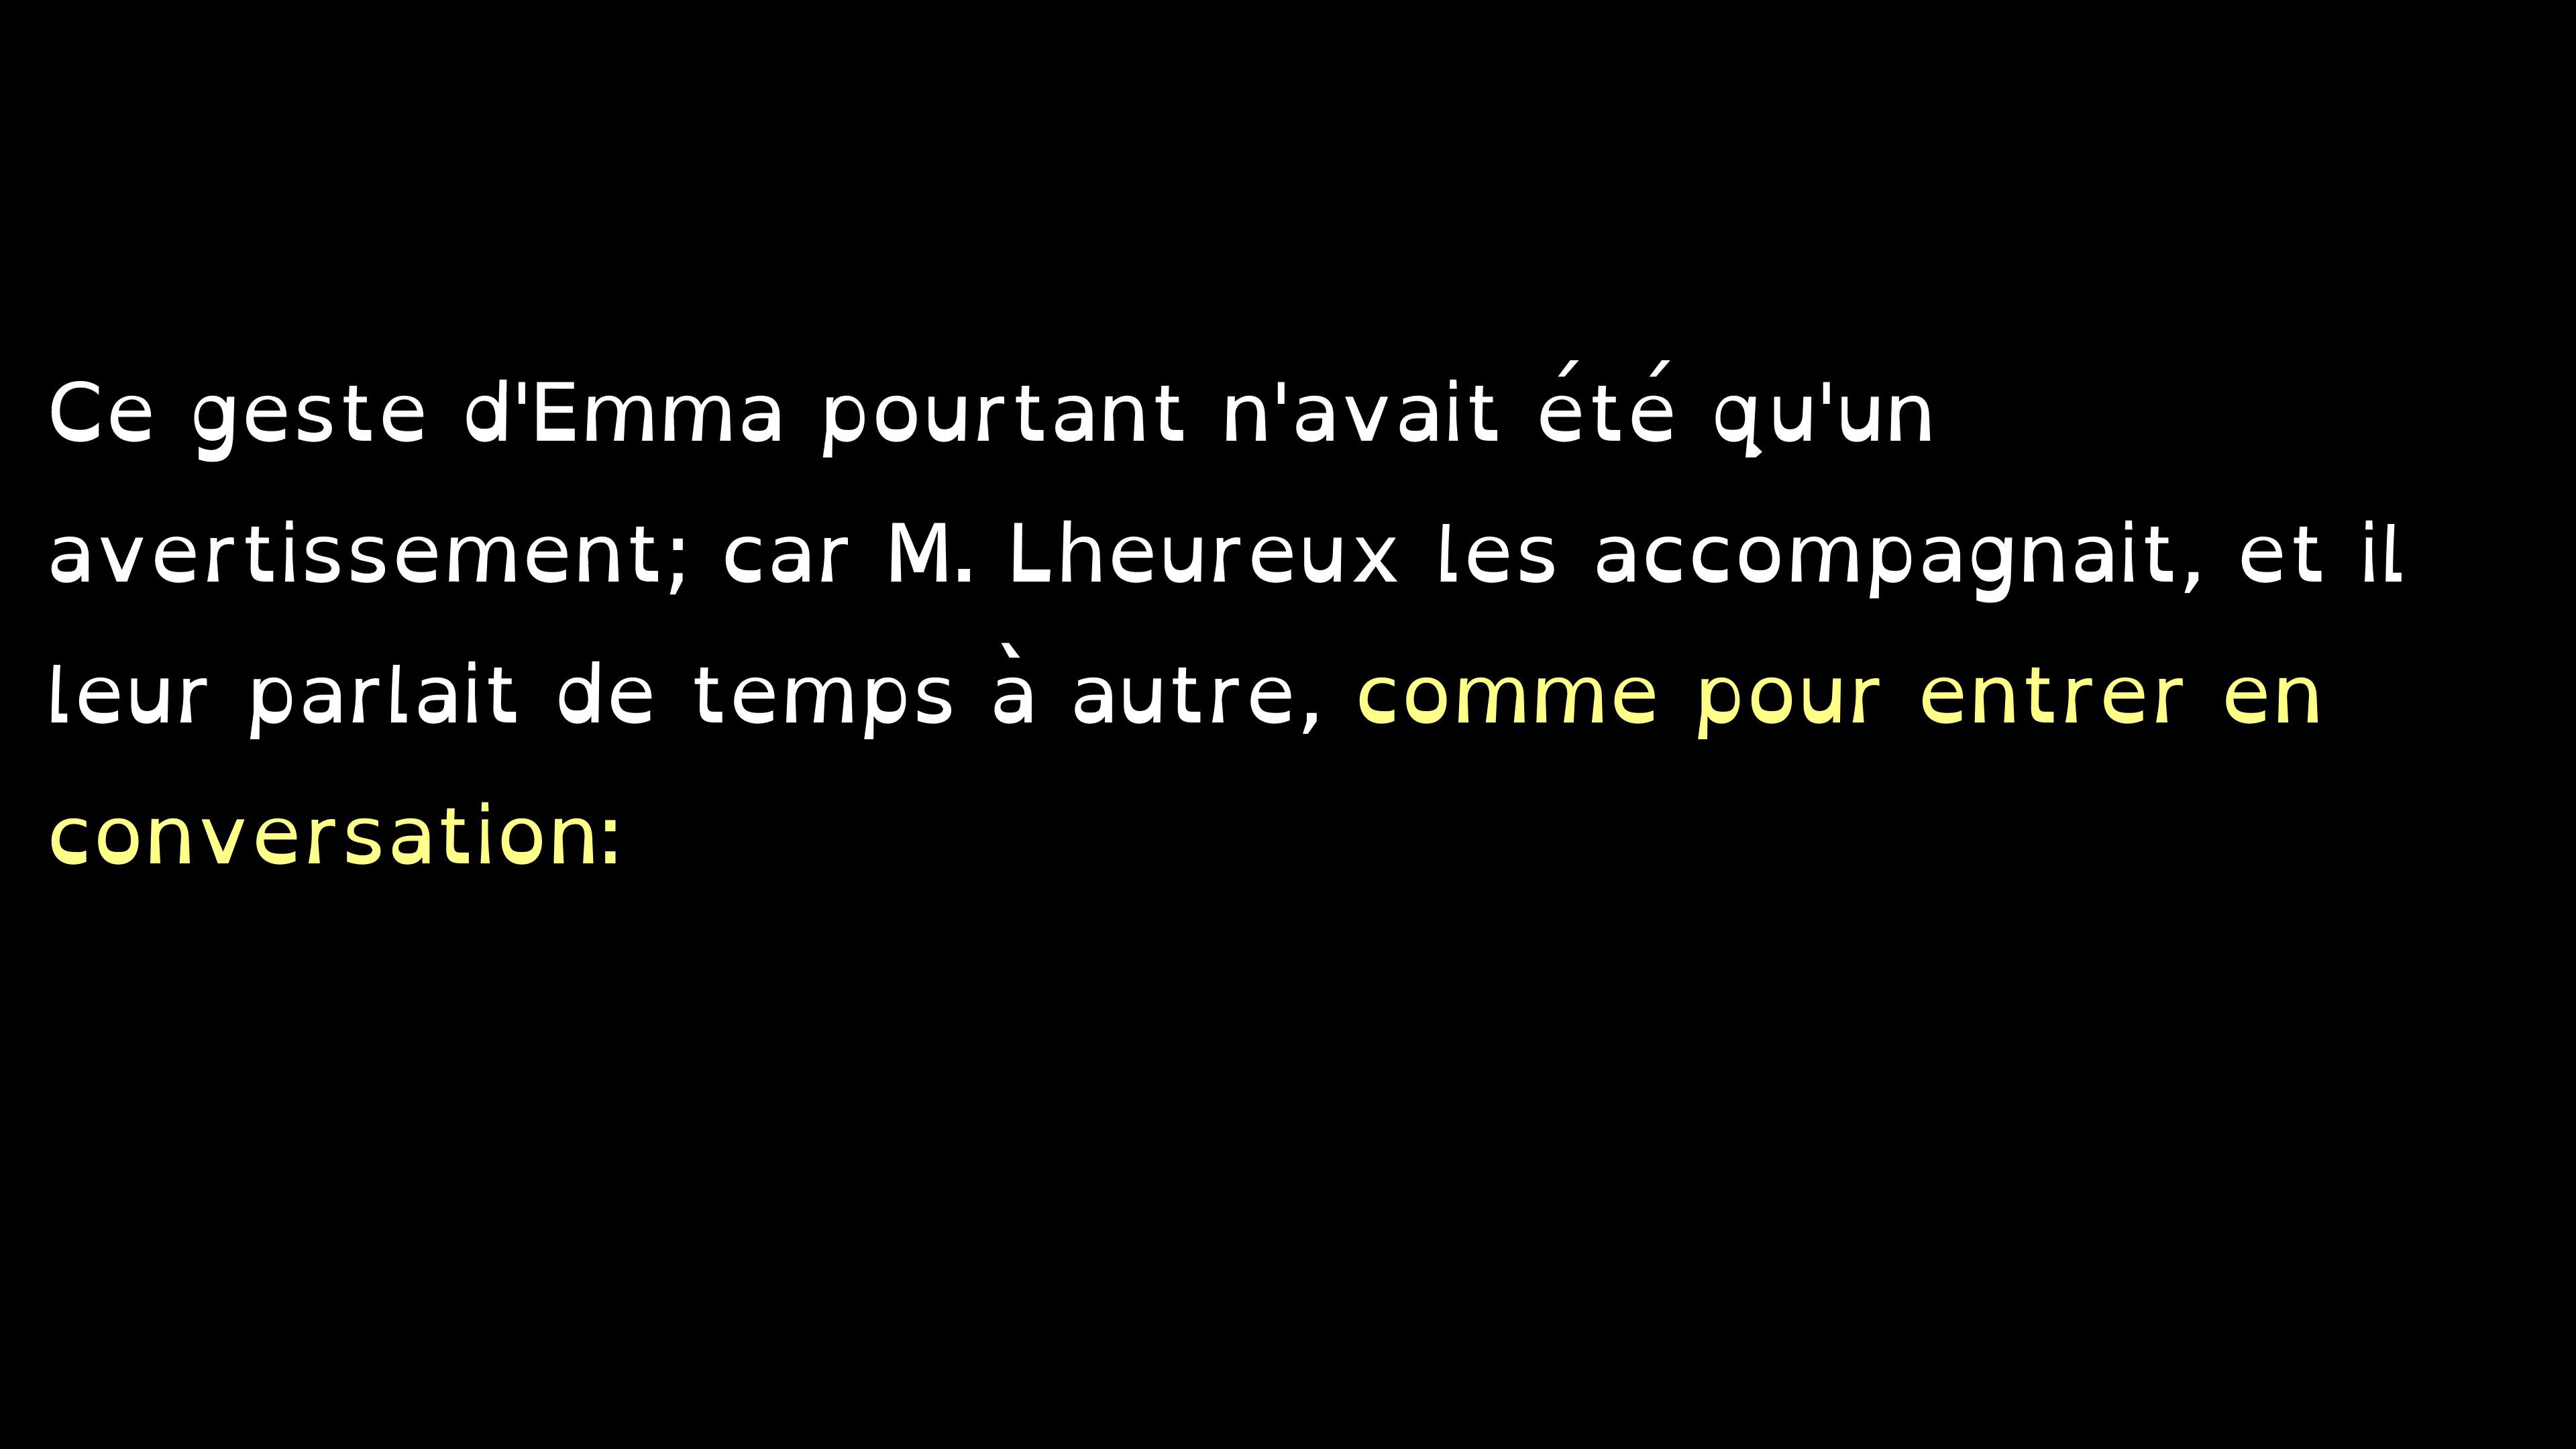 Ce geste d'Emma pourtant n'avait été qu'un
avertissement; car M. Lheureux les accompagnait, et il
leur parlait de temps à autre, comme pour entrer en
conversation: